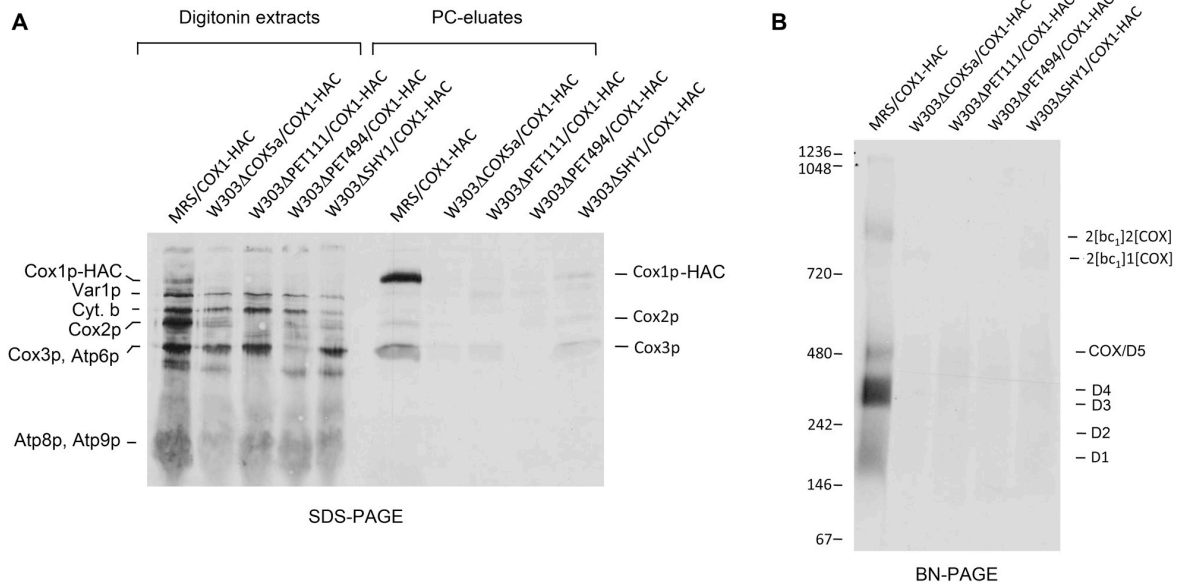 A
Digitonin extracts
PC-eluates
MRS/COX1-HAC
W303ΔCOX5a/COX1-HAC
W303ΔPET111/COX1-HAC
W303ΔPET494/COX1-HAC
W303ΔSHY1/COX1-HAC
MRS/COX1-HAC
W303ΔCOX5a/COX1-HAC
W303ΔPET111/COX1-HAC
W303ΔPET494/COX1-HAC
W303ΔSHY1/COX1-HAC
Cox1p-HAC
Var1p
Cyt. b
Cox2p
Cox3p, Atp6p
Atp8p, Atp9p
Cox1p-HAC
Cox2p
Cox3p
SDS-PAGE
B
MRS/COX1-HAC
W303ΔCOX5a/COX1-HAC
W303ΔPET111/COX1-HAC
W303ΔPET494/COX1-HAC
W303ΔSHY1/COX1-HAC
1236
1048
720
480
242
146
67
2[bc₁]2[COX]
2[bc₁]1[COX]
COX/D5
D4
D3
D2
D1
BN-PAGE